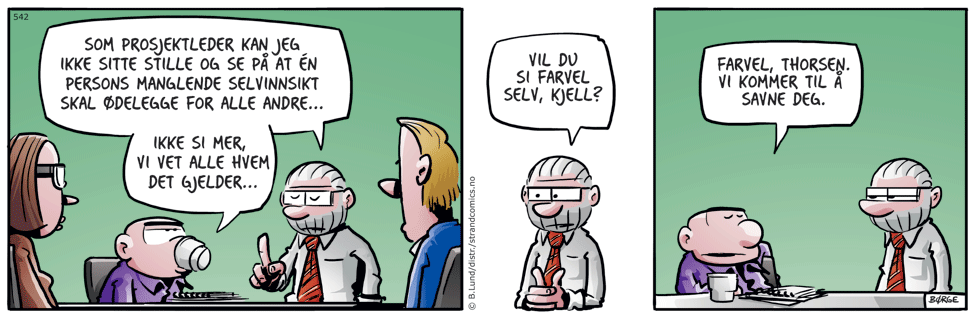 542
SOM PROSJEKTLEDER KAN JEG
IKKE SITTE STILLE OG SE PÅ AT ÉN
PERSONS MANGLENDE SELVINNSIKT
SKAL ØDELEGGE FOR ALLE ANDRE...
IKKE SI MER,
VI VET ALLE HVEM
DET GJELDER...
© B.Lund/distr./strandcomics.no
VIL DU
SI FARVEL
SELV, KJELL?
FARVEL, THORSEN.
VI KOMMER TIL Å
SAVNE DEG.
BØRGE